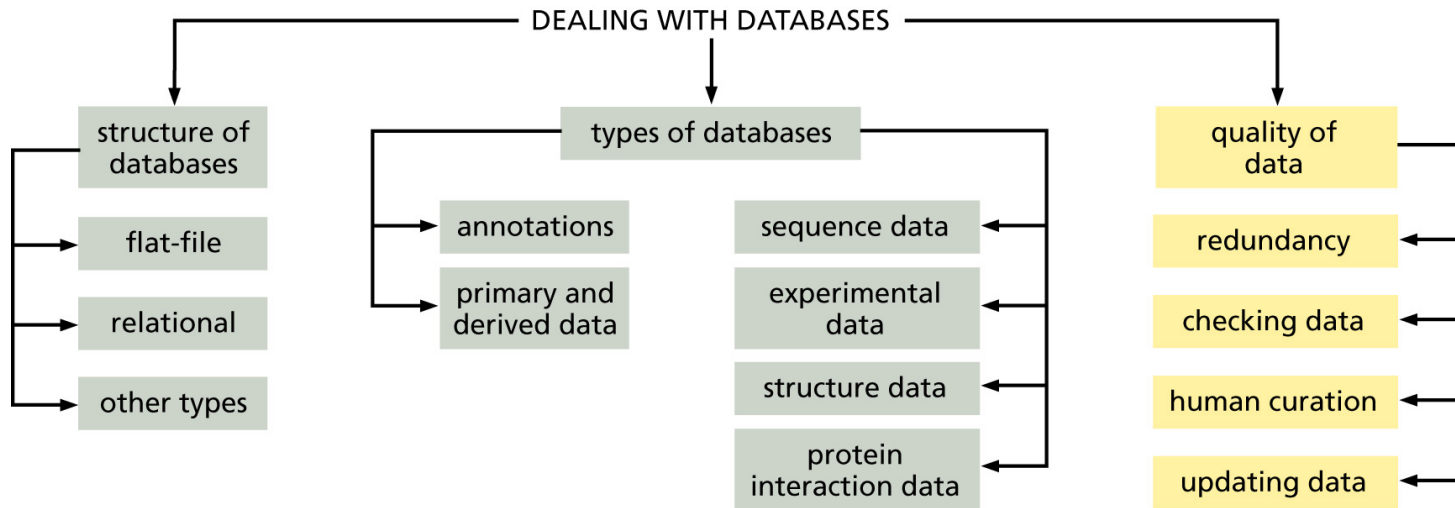 DEALING WITH DATABASES
structure of
databases
flat-file
relational
other types
types of databases
annotations
primary and
derived data
sequence data
experimental
data
structure data
protein
interaction data
quality of
data
redundancy
checking data
human curation
updating data